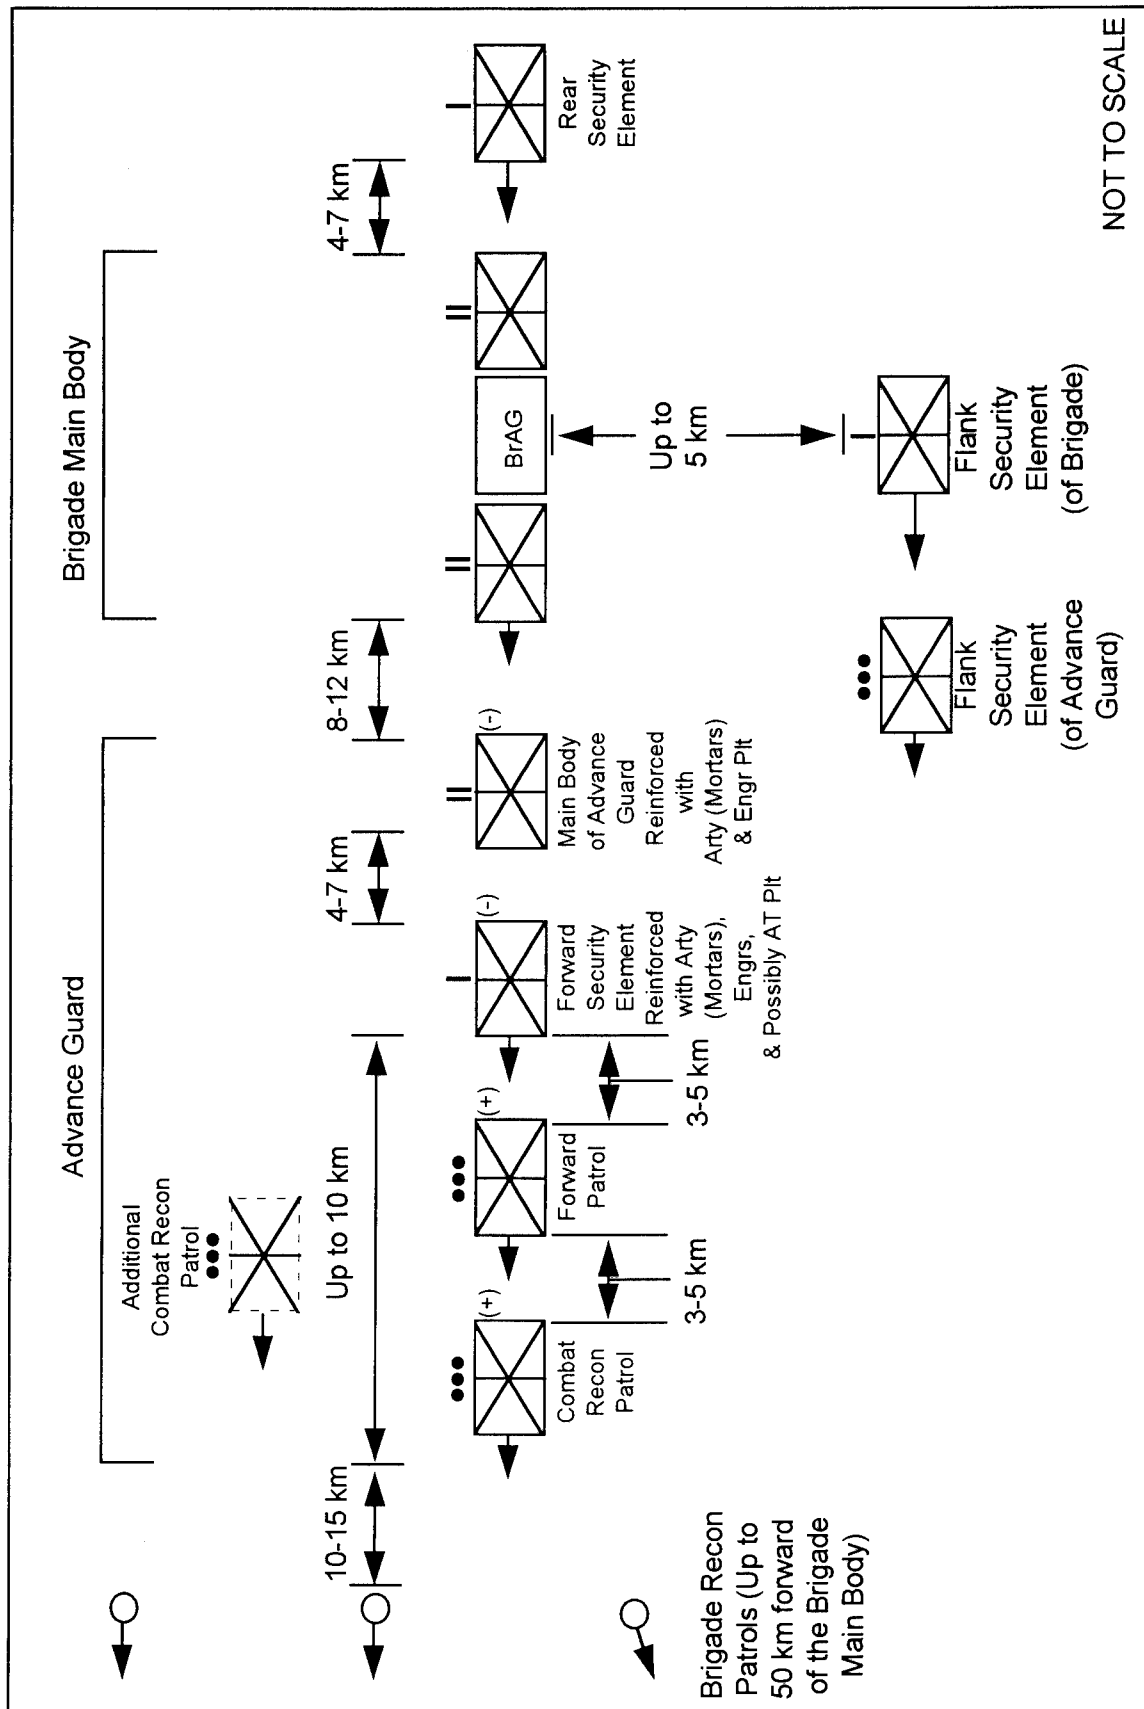 Advance Guard
Brigade Main Body
Additional
Combat Recon
Patrol
10-15 km
Up to 10 km
4-7 km
8-12 km
4-7 km
(+)
(+)
(-)
(-)
BrAG
Combat
Recon
Patrol
Forward
Patrol
Forward
Security
Element
Reinforced
with Arty
(Mortars),
Engrs,
& Possibly AT Plt
Main Body
of Advance
Guard
Reinforced
with
Arty (Mortars)
& Engr Plt
Rear
Security
Element
3-5 km
3-5 km
Up to
5 km
Brigade Recon
Patrols (Up to
50 km forward
of the Brigade
Main Body)
Flank
Security
Element
(of Advance
Guard)
Flank
Security
Element
(of Brigade)
NOT TO SCALE